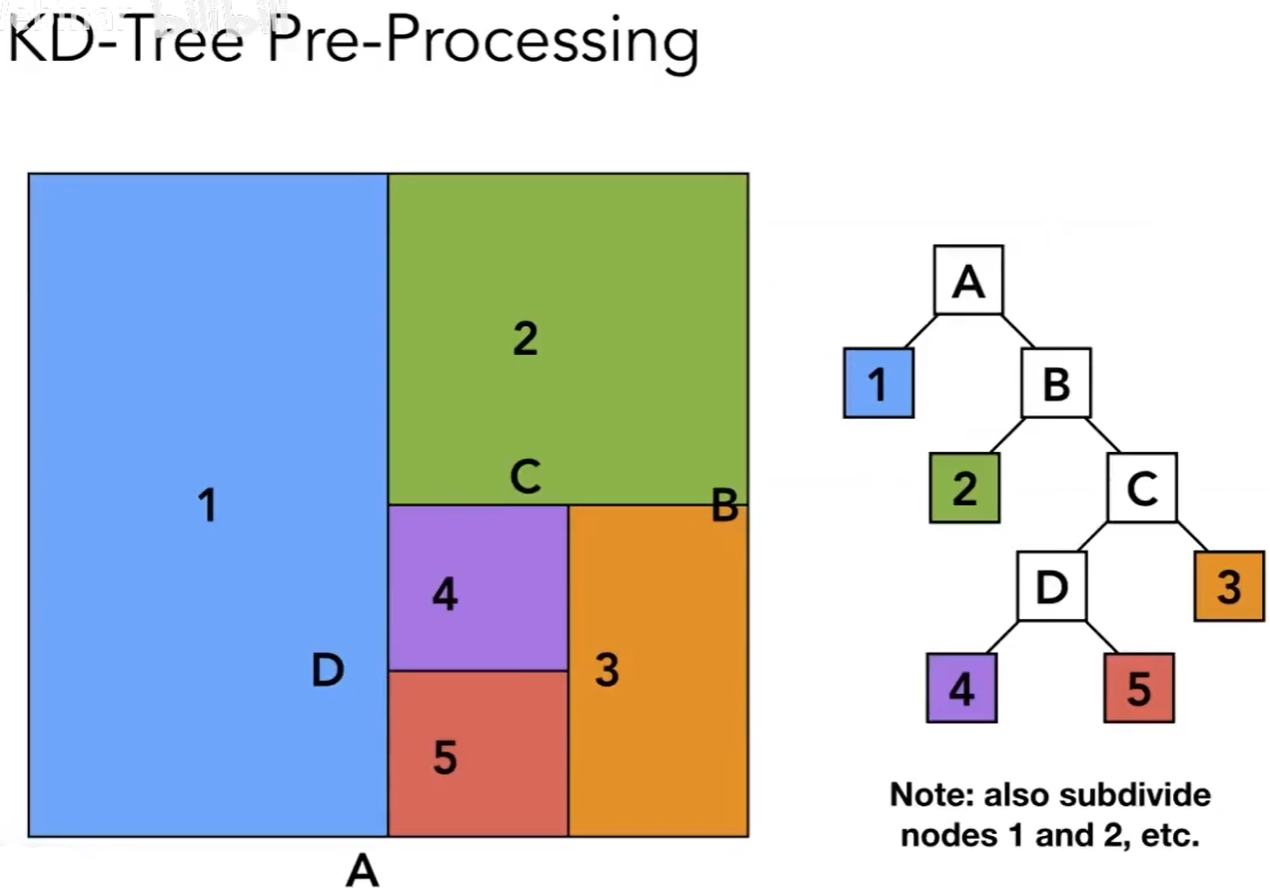 KD-Tree Pre-Processing
2
C
B
1
4
D
3
5
A
A
1
B
2
C
D
3
4
5
Note: also subdivide
nodes 1 and 2, etc.